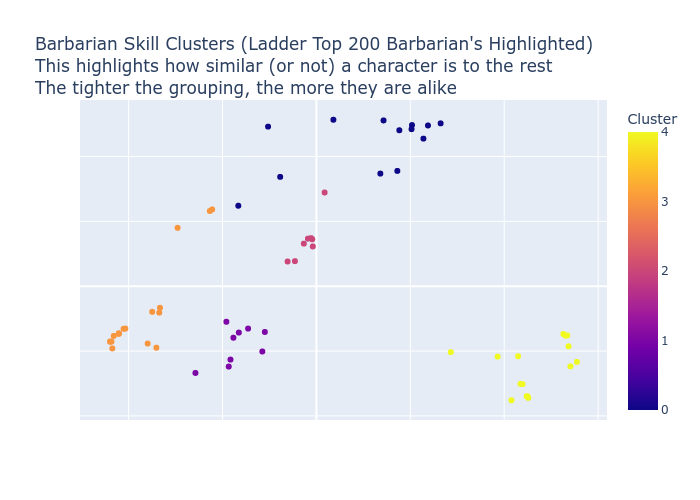 Barbarian Skill Clusters (Ladder Top 200 Barbarian's Highlighted)
This highlights how similar (or not) a character is to the rest
The tighter the grouping, the more they are alike
Cluster
4
3
2
1
0